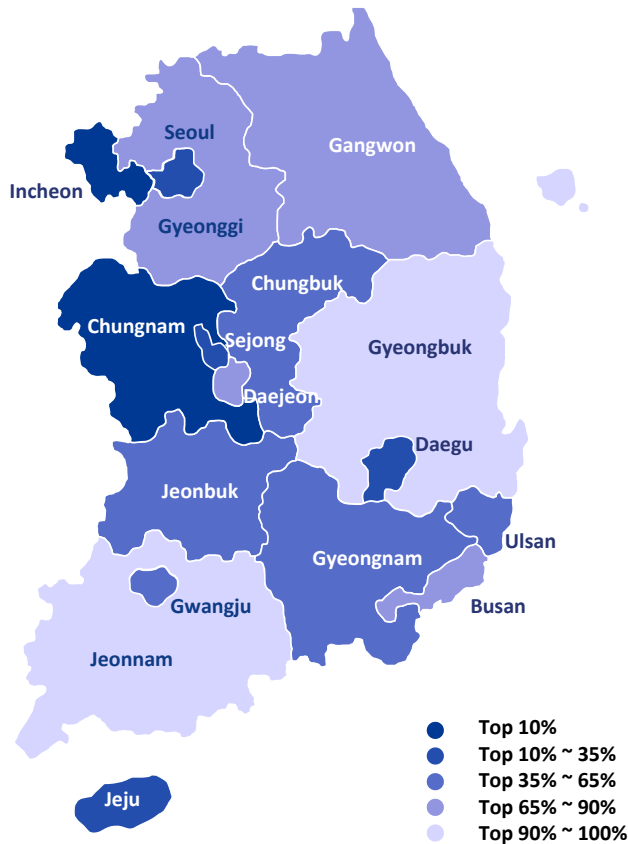 Seoul
Gangwon
Incheon
Gyeonggi
Chungbuk
Chungnam
Sejong
Gyeongbuk
Daejeon
Daegu
Jeonbuk
Ulsan
Gyeongnam
Gwangju
Busan
Jeonnam
Top 10%
Top 10% ~ 35%
Top 35% ~ 65%
Jeju
Top 65% ~ 90%
Top 90% ~ 100%